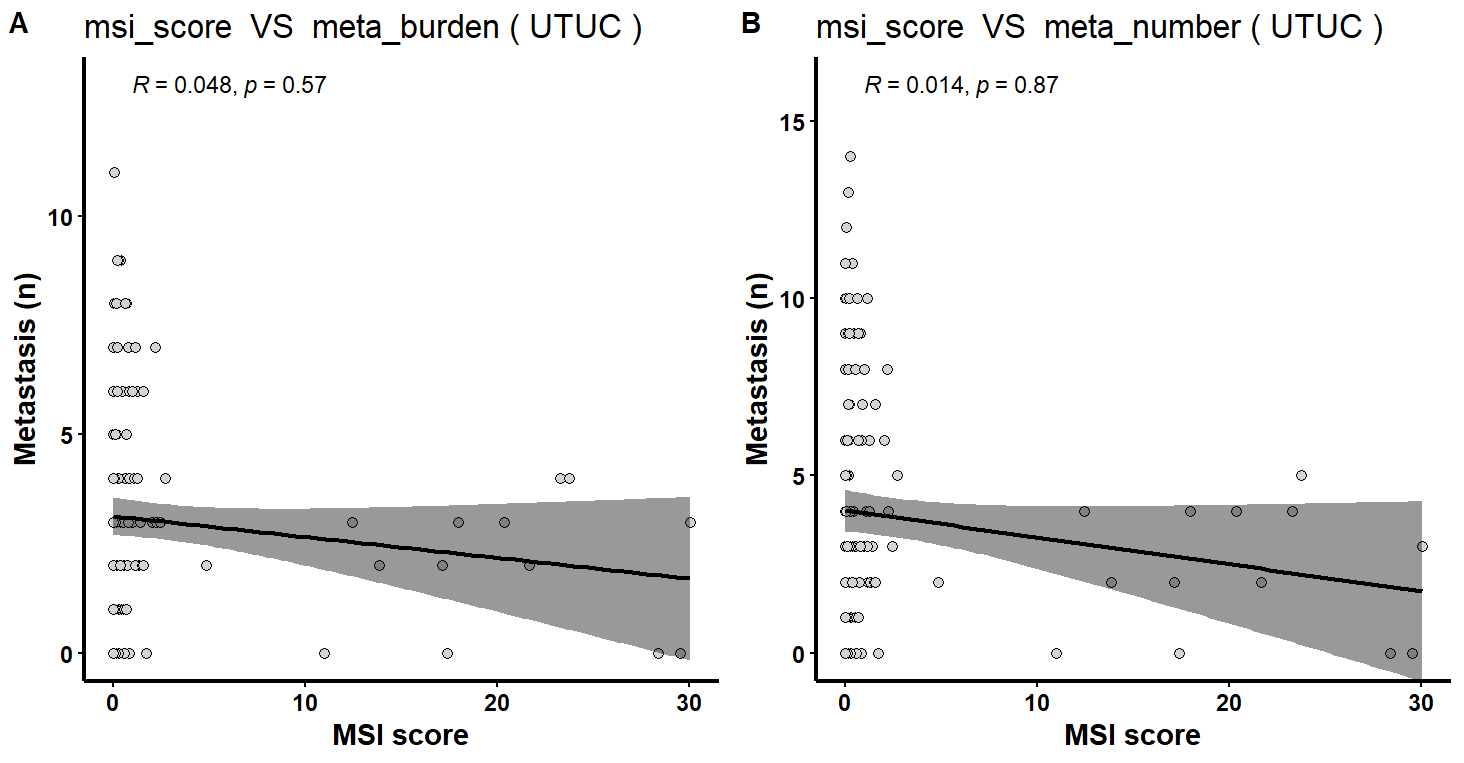 A
msi_score VS meta_burden ( UTUC )
R = 0.048, p = 0.57
10
5
0
Metastasis (n)
0 10 20 30
MSI score
B
msi_score VS meta_number ( UTUC )
R = 0.014, p = 0.87
15
10
5
0
Metastasis (n)
0 10 20 30
MSI score